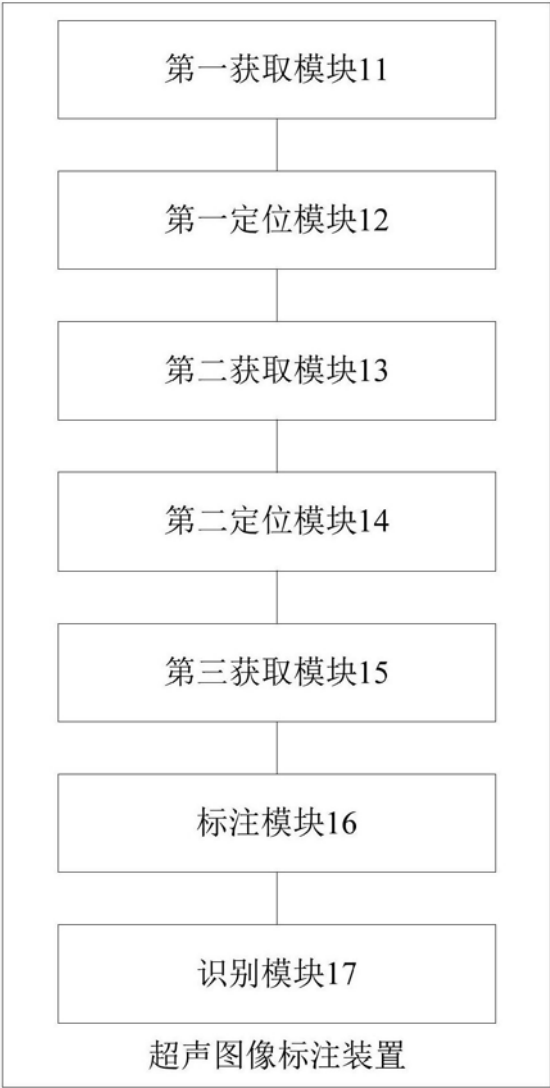 第一获取模块11
第一定位模块12
第二获取模块13
第二定位模块14
第三获取模块15
标注模块16
识别模块17
超声图像标注装置